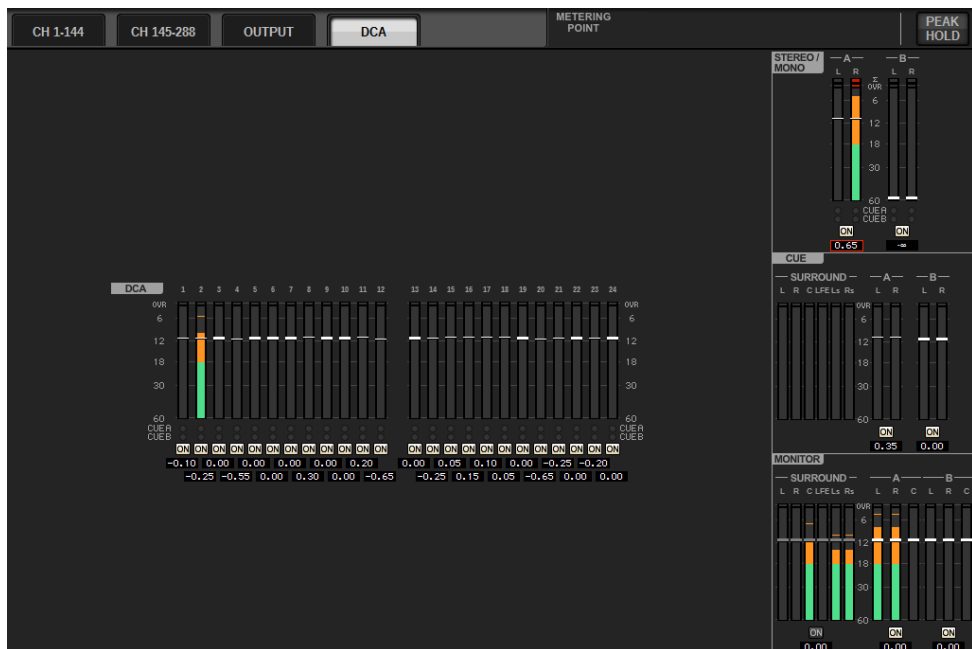 CH 1-144 CH 145-288 OUTPUT DCA METERING POINT PEAK HOLD
STEREO / MONO A B
L R L R
Σ
OVR
6
12
18
30
60
CUE A
CUE B
ON ON
0.65 -∞
CUE
SURROUND A B
L R C LFE Ls Rs L R L R
OVR
6
12
18
30
60
ON ON
0.35 0.00
DCA 1 2 3 4 5 6 7 8 9 10 11 12 13 14 15 16 17 18 19 20 21 22 23 24
OVR OVR
6 6
12 12
18 18
30 30
60 60
CUE A CUE A
CUE B CUE B
ON ON ON ON ON ON ON ON ON ON ON ON ON ON ON ON ON ON ON ON ON ON ON ON
-0.10 0.00 0.00 0.00 0.00 0.20 0.00 0.05 0.10 0.00 -0.25 -0.20
-0.25 -0.55 0.00 0.30 0.00 -0.65 -0.25 0.15 0.05 -0.65 0.00 0.00
MONITOR
SURROUND A B
L R C LFE Ls Rs L R C L R C
OVR
6
12
18
30
60
ON ON ON
0.00 0.00 0.00